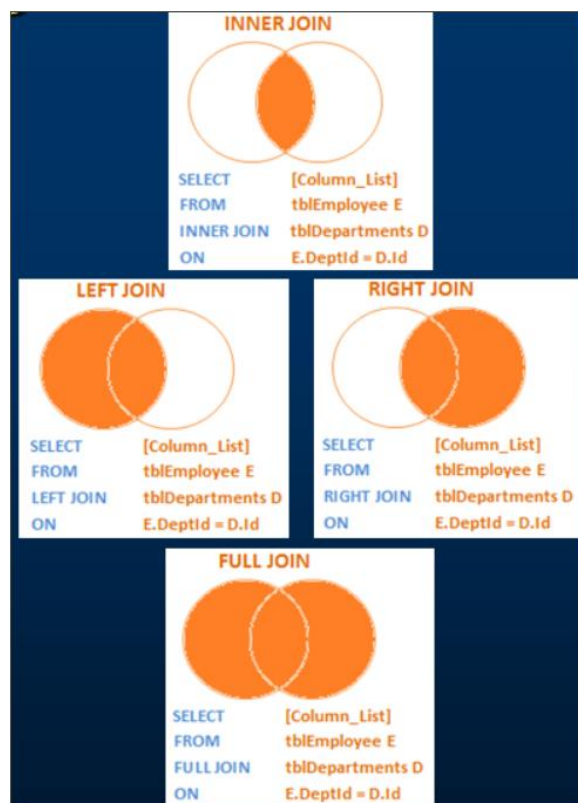 INNER JOIN
SELECT [Column_List]
FROM tblEmployee E
INNER JOIN tblDepartments D
ON E.DeptId = D.Id
LEFT JOIN
SELECT [Column_List]
FROM tblEmployee E
LEFT JOIN tblDepartments D
ON E.DeptId = D.Id
RIGHT JOIN
SELECT [Column_List]
FROM tblEmployee E
RIGHT JOIN tblDepartments D
ON E.DeptId = D.Id
FULL JOIN
SELECT [Column_List]
FROM tblEmployee E
FULL JOIN tblDepartments D
ON E.DeptId = D.Id